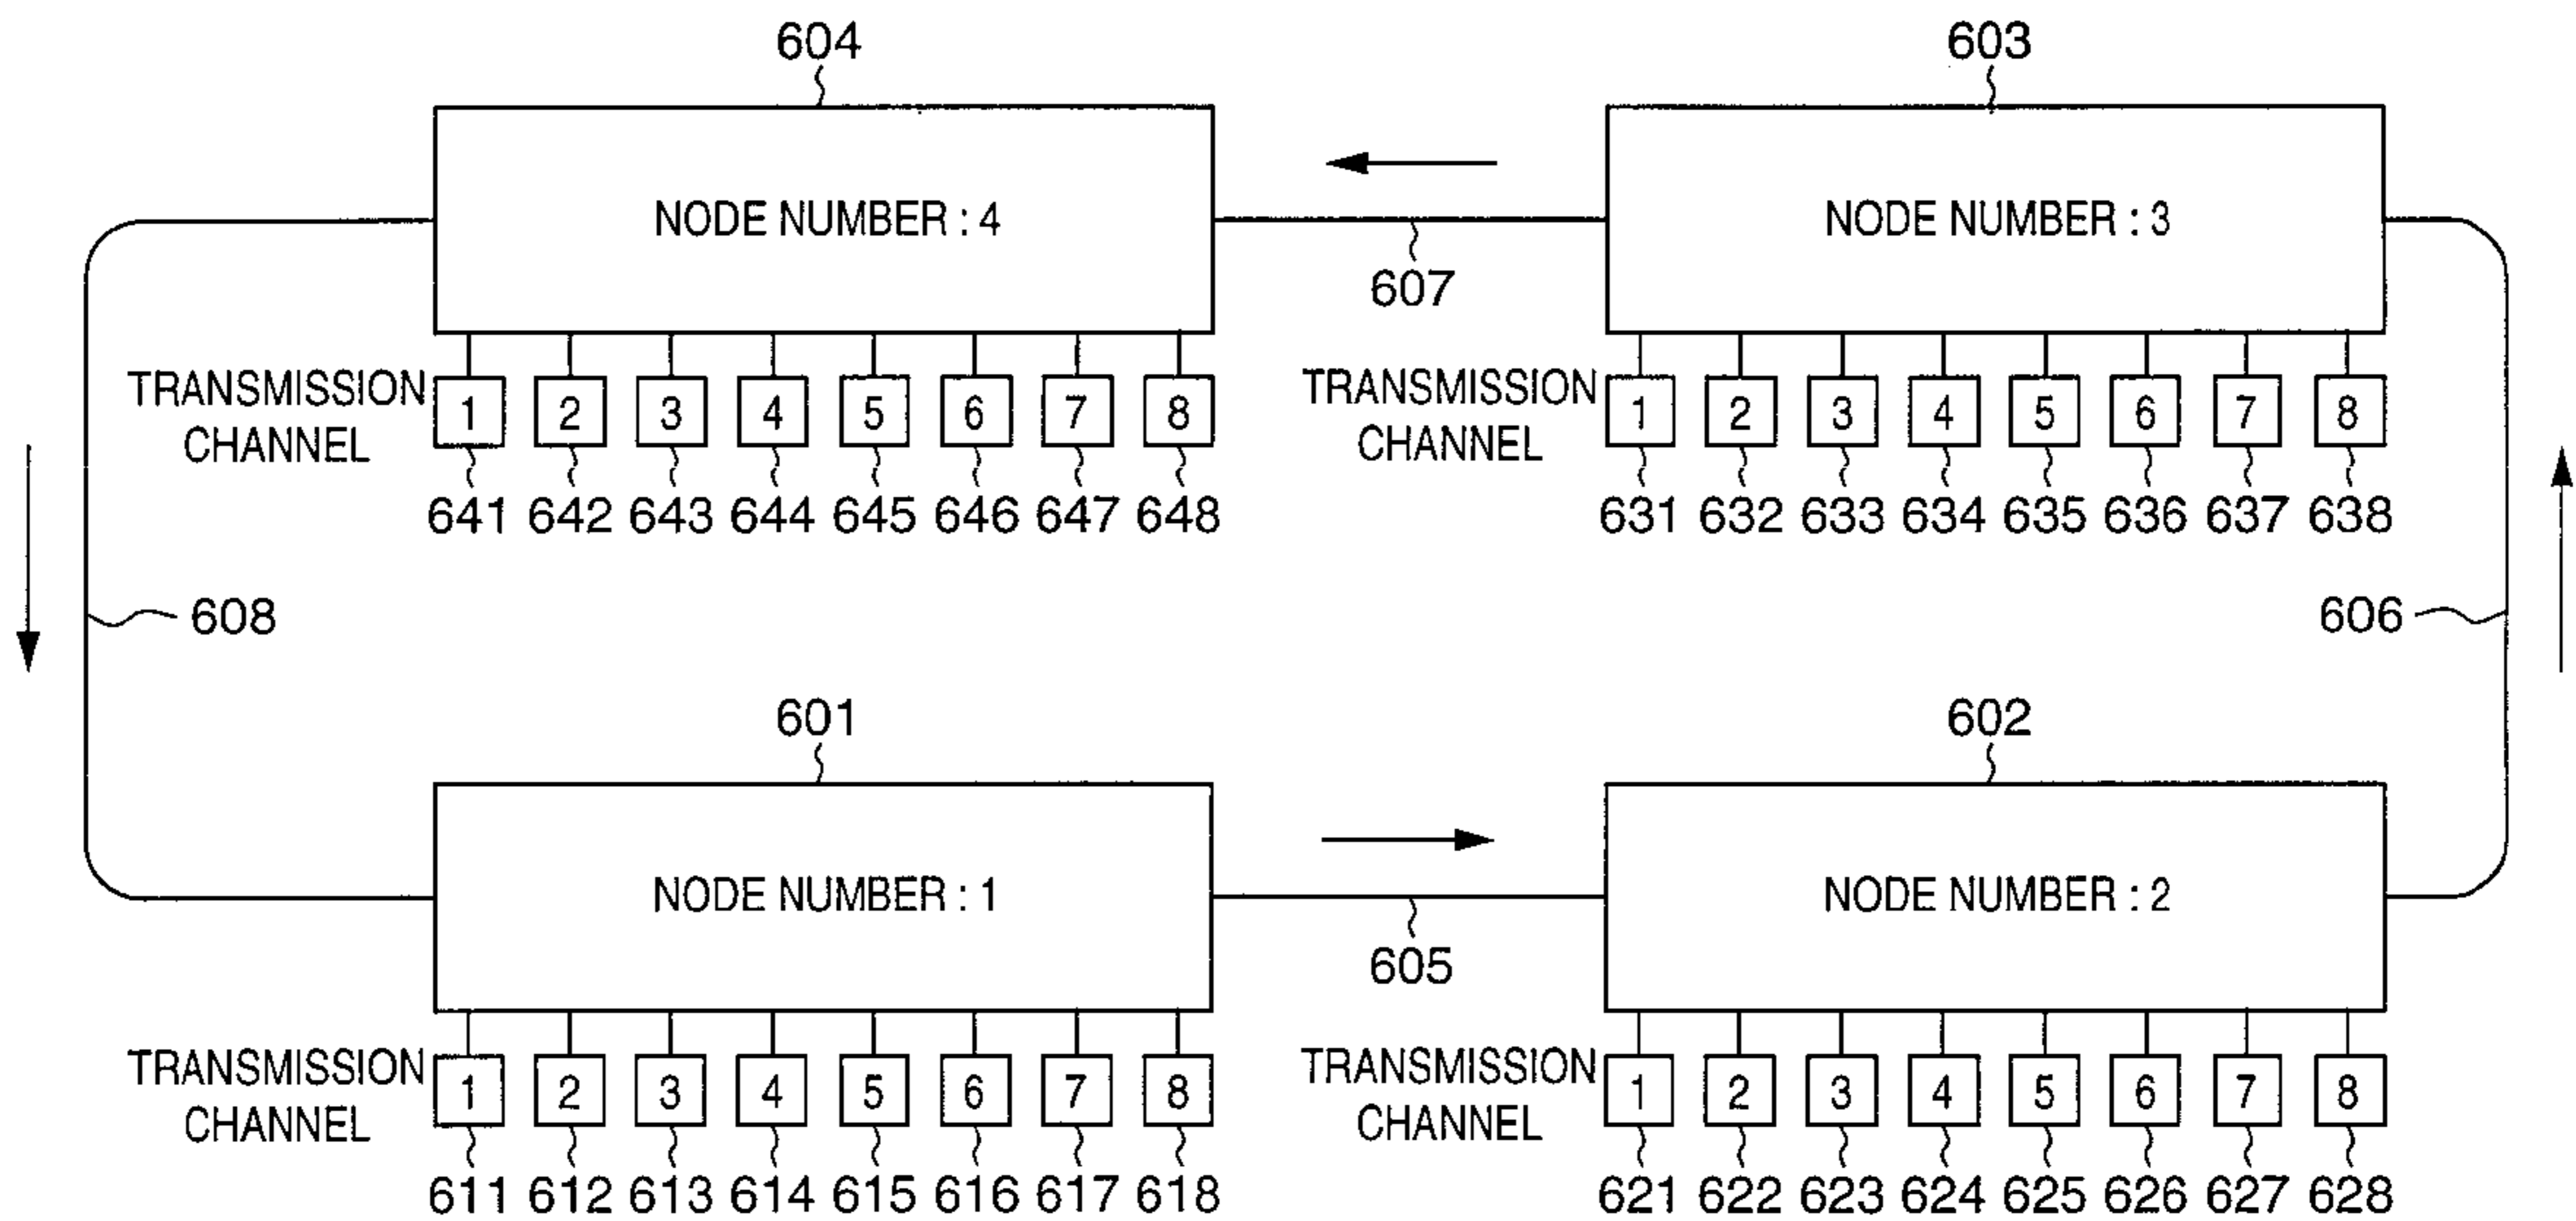 604
603
NODE NUMBER : 4
NODE NUMBER : 3
607
TRANSMISSION
CHANNEL
1 2 3 4 5 6 7 8
641 642 643 644 645 646 647 648
TRANSMISSION
CHANNEL
1 2 3 4 5 6 7 8
631 632 633 634 635 636 637 638
608
606
601
602
NODE NUMBER : 1
NODE NUMBER : 2
605
TRANSMISSION
CHANNEL
1 2 3 4 5 6 7 8
611 612 613 614 615 616 617 618
TRANSMISSION
CHANNEL
1 2 3 4 5 6 7 8
621 622 623 624 625 626 627 628